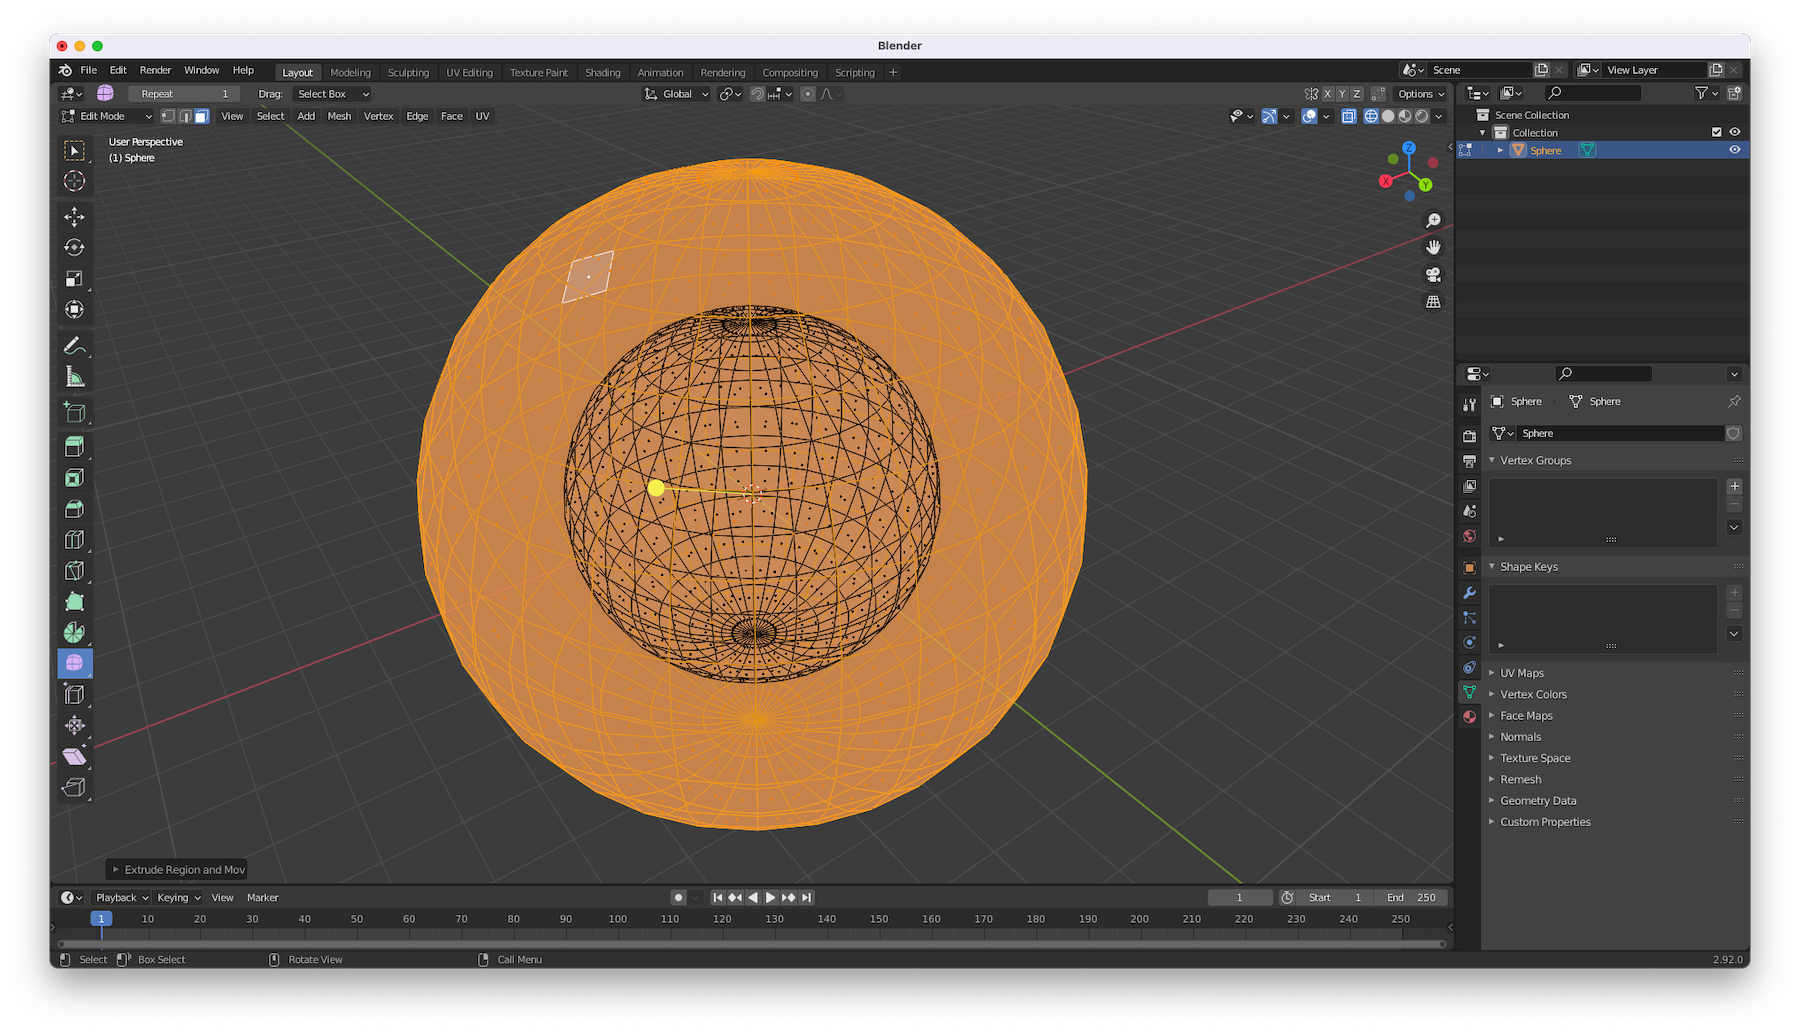 Blender
File Edit Render Window Help Layout Modeling Sculpting UV Editing Texture Paint Shading Animation Rendering Compositing Scripting + Scene View Layer
Repeat 1 Drag: Select Box Global X Y Z Options
Edit Mode View Select Add Mesh Vertex Edge Face UV
User Perspective
(1) Sphere
Z
X
Y
Scene Collection
Collection
Sphere
Sphere Sphere
Sphere
Vertex Groups
Shape Keys
UV Maps
Vertex Colors
Face Maps
Normals
Texture Space
Remesh
Geometry Data
Custom Properties
Extrude Region and Mov
Playback Keying View Marker 1 Start 1 End 250
1 10 20 30 40 50 60 70 80 90 100 110 120 130 140 150 160 170 180 190 200 210 220 230 240 250
Select Box Select Rotate View Call Menu 2.92.0